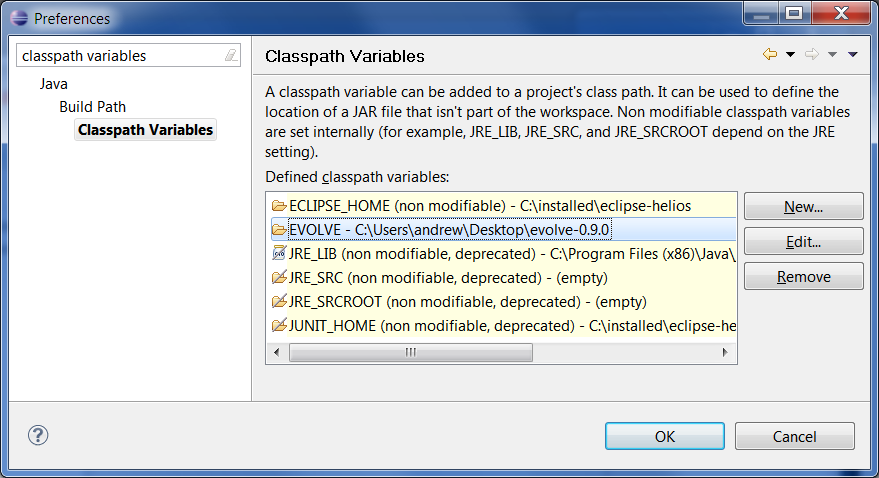 Preferences
classpath variables
Java
Build Path
Classpath Variables
Classpath Variables
A classpath variable can be added to a project's class path. It can be used to define the
location of a JAR file that isn't part of the workspace. Non modifiable classpath variables
are set internally (for example, JRE_LIB, JRE_SRC, and JRE_SRCROOT depend on the JRE
setting).
Defined classpath variables:
ECLIPSE_HOME (non modifiable) - C:\installed\eclipse-helios
EVOLVE - C:\Users\andrew\Desktop\evolve-0.9.0
JRE_LIB (non modifiable, deprecated) - C:\Program Files (x86)\Java\
JRE_SRC (non modifiable, deprecated) - (empty)
JRE_SRCROOT (non modifiable, deprecated) - (empty)
JUNIT_HOME (non modifiable, deprecated) - C:\installed\eclipse-he
New...
Edit...
Remove
OK
Cancel